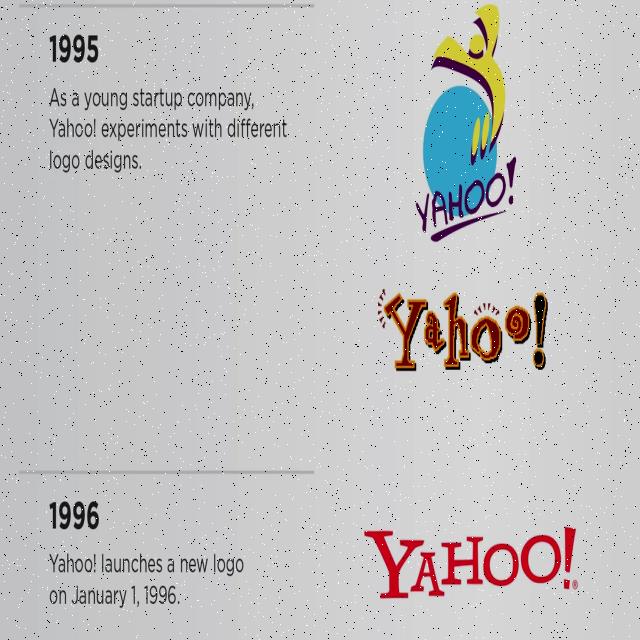 1995
As a young startup company,
Yahoo! experiments with different
logo designs.
YAHOO!
Yahoo!
1996
Yahoo! launches a new logo
on January 1, 1996.
YAHOO!®